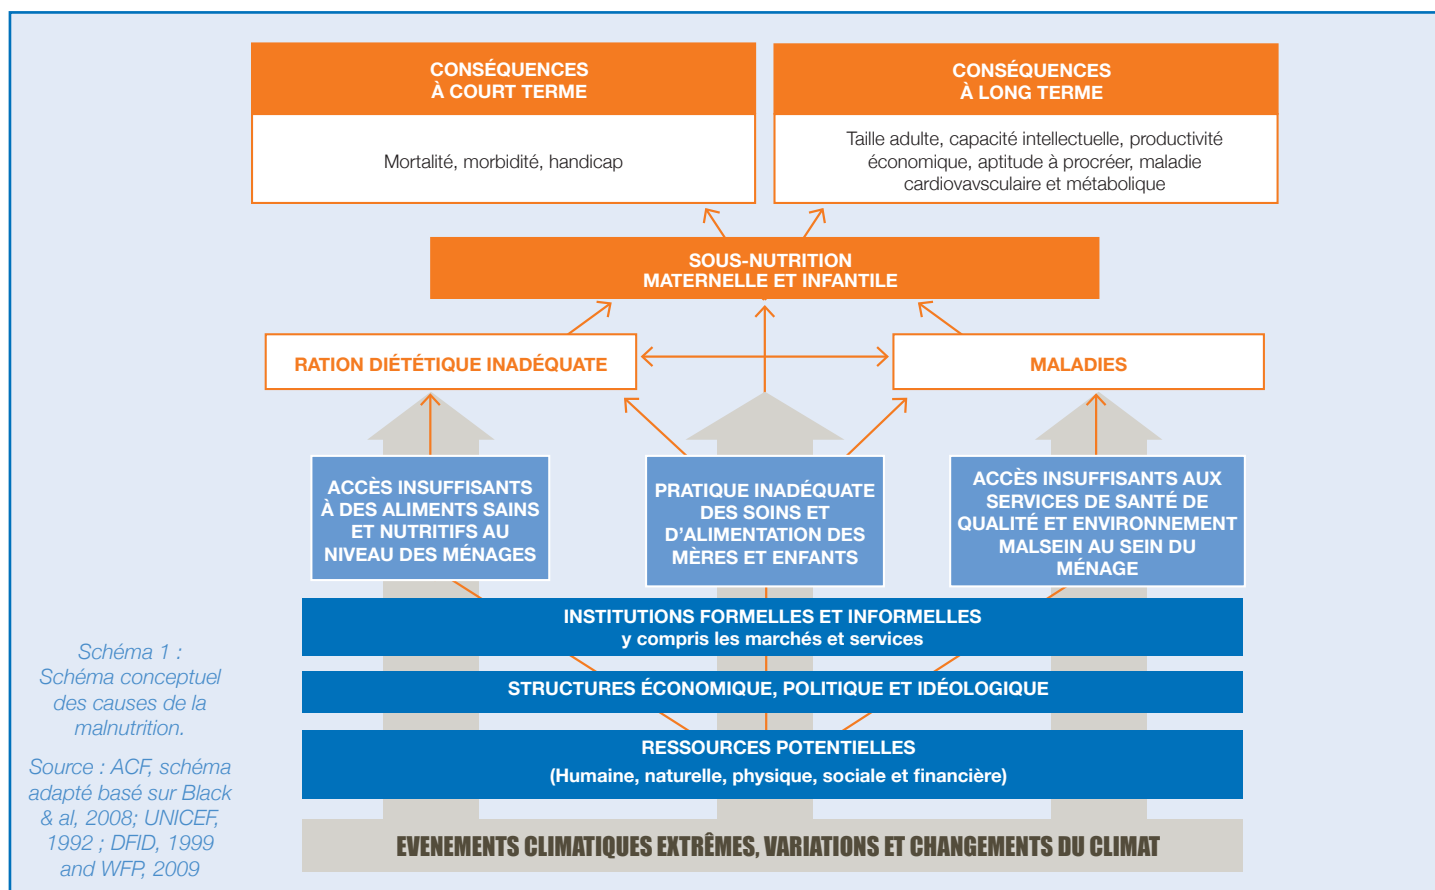 CONSÉQUENCES
À COURT TERME
Mortalité, morbidité, handicap
CONSÉQUENCES
À LONG TERME
Taille adulte, capacité intellectuelle, productivité
économique, aptitude à procréer, maladie
cardiovavsculaire et métabolique
SOUS-NUTRITION
MATERNELLE ET INFANTILE
RATION DIÉTÉTIQUE INADÉQUATE
MALADIES
ACCÈS INSUFFISANTS
À DES ALIMENTS SAINS
ET NUTRITIFS AU
NIVEAU DES MÉNAGES
PRATIQUE INADÉQUATE
DES SOINS ET
D’ALIMENTATION DES
MÈRES ET ENFANTS
ACCÈS INSUFFISANTS AUX
SERVICES DE SANTÉ DE
QUALITÉ ET ENVIRONNEMENT
MALSEIN AU SEIN DU
MÉNAGE
INSTITUTIONS FORMELLES ET INFORMELLES
y compris les marchés et services
STRUCTURES ÉCONOMIQUE, POLITIQUE ET IDÉOLOGIQUE
RESSOURCES POTENTIELLES
(Humaine, naturelle, physique, sociale et financière)
EVENEMENTS CLIMATIQUES EXTRÊMES, VARIATIONS ET CHANGEMENTS DU CLIMAT
Schéma 1 :
Schéma conceptuel
des causes de la
malnutrition.
Source : ACF, schéma
adapté basé sur Black
& al, 2008; UNICEF,
1992 ; DFID, 1999
and WFP, 2009